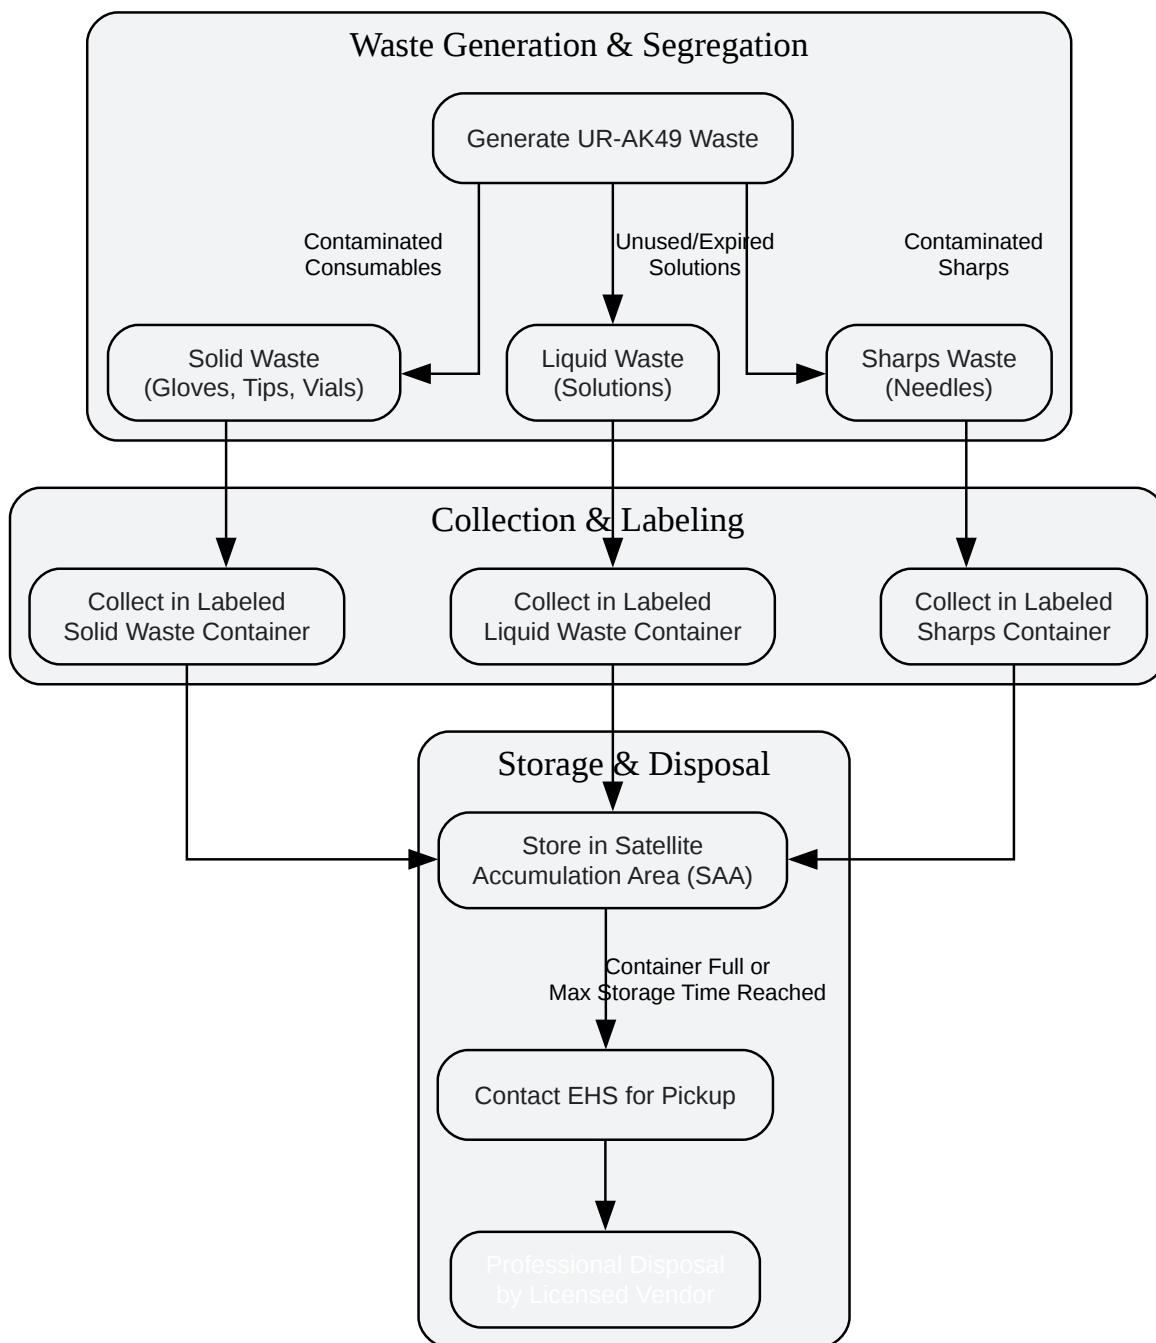 Waste Generation & Segregation
Generate UR-AK49 Waste
Contaminated
Consumables
Unused/Expired
Solutions
Contaminated
Sharps
Solid Waste
(Gloves, Tips, Vials)
Liquid Waste
(Solutions)
Sharps Waste
(Needles)
Collection & Labeling
Collect in Labeled
Solid Waste Container
Collect in Labeled
Liquid Waste Container
Collect in Labeled
Sharps Container
Storage & Disposal
Store in Satellite
Accumulation Area (SAA)
Container Full or
Max Storage Time Reached
Contact EHS for Pickup
Professional Disposal
by Licensed Vendor